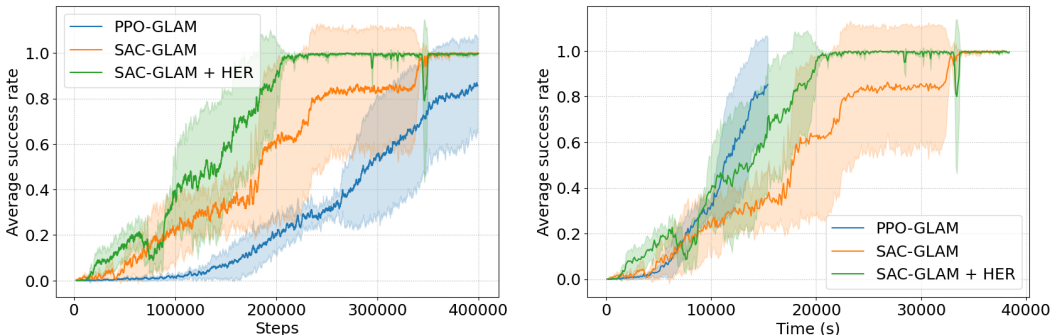 Average success rate
1.0
0.8
0.6
0.4
0.2
0.0
PPO-GLAM
SAC-GLAM
SAC-GLAM + HER
0
100000
200000
300000
400000
Steps
Average success rate
1.0
0.8
0.6
0.4
0.2
0.0
PPO-GLAM
SAC-GLAM
SAC-GLAM + HER
0
10000
20000
30000
40000
Time (s)